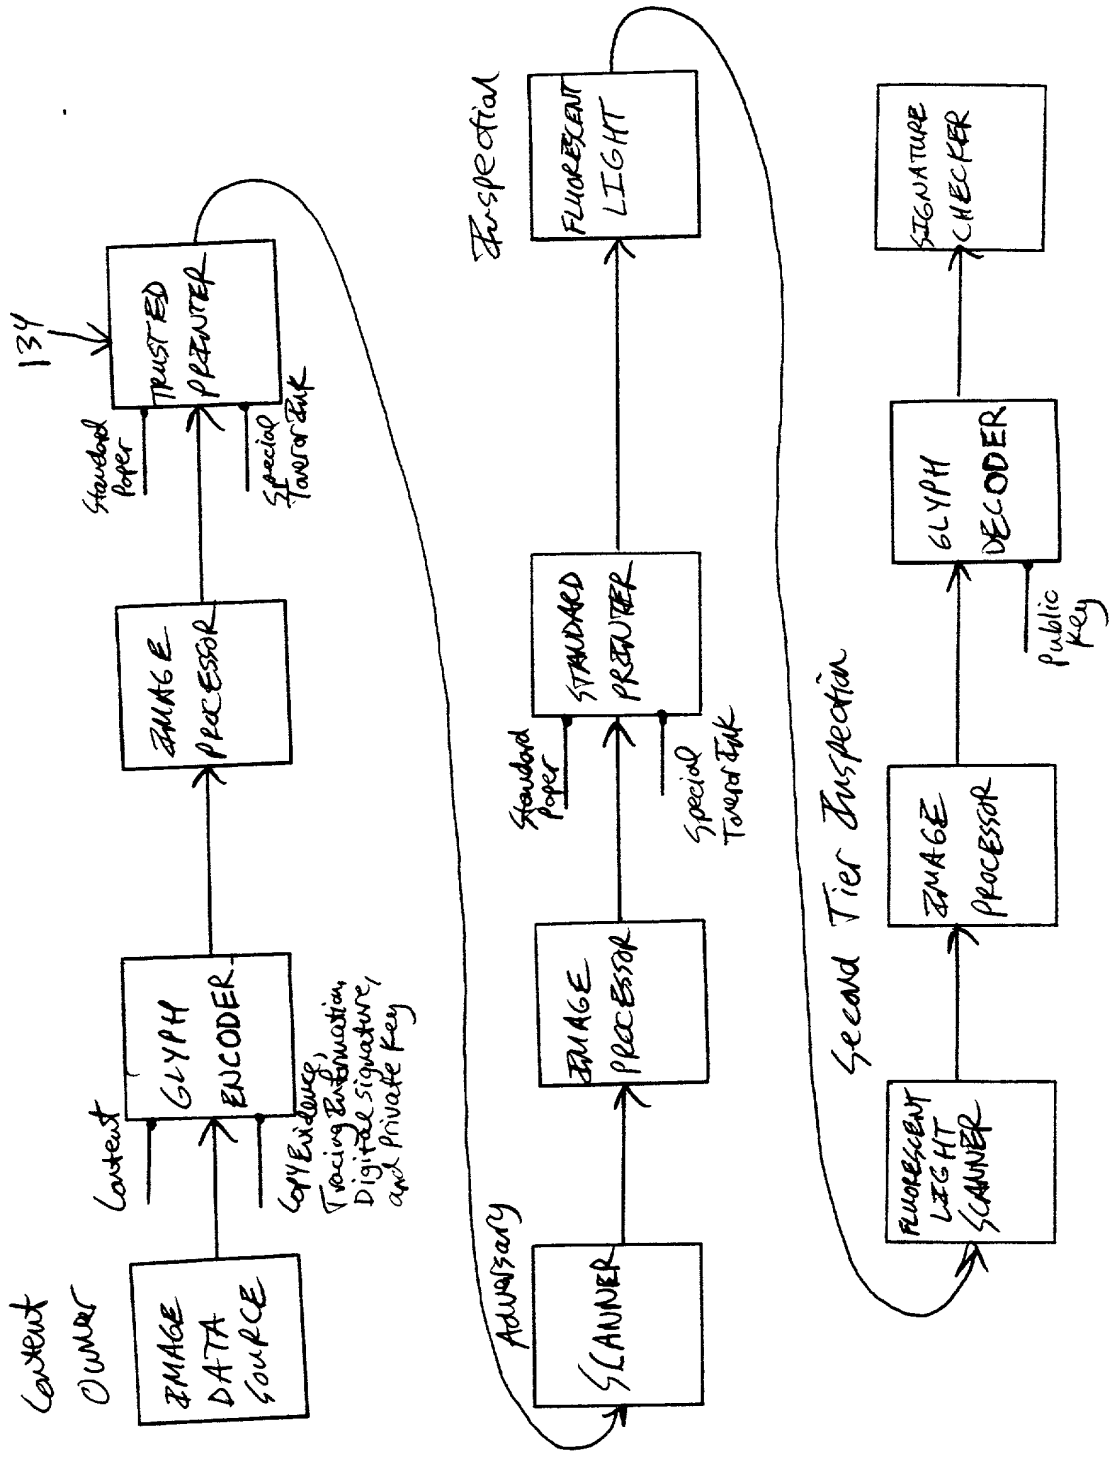 Content
Owner
IMAGE
DATA
SOURCE
Content
GLYPH
ENCODER
Copy Evidence,
Tracing Information,
Digital Signature,
and Private Key
IMAGE
PROCESSOR
Standard
Paper
TRUSTED
PRINTER
Special
Toner or Ink
134
Adversary
SCANNER
IMAGE
PROCESSOR
Standard
Paper
STANDARD
PRINTER
Special
Toner or Ink
FLUORESCENT
LIGHT
Second Tier Inspection
FLUORESCENT
LIGHT
SCANNER
IMAGE
PROCESSOR
GLYPH
DECODER
Public
Key
SIGNATURE
CHECKER